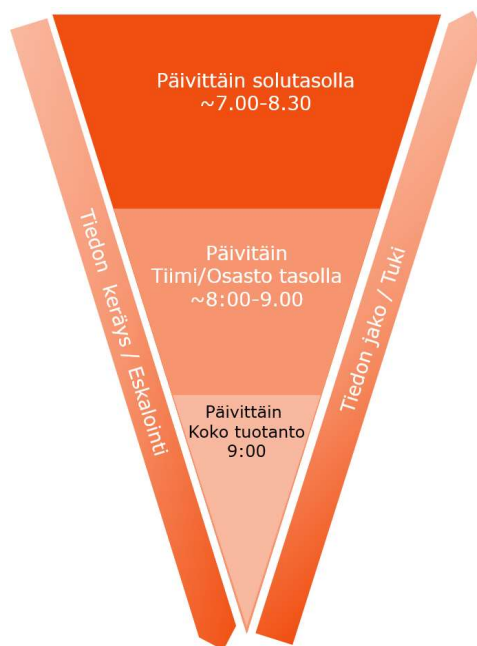 Päivittäin solutasolla
~7.00-8.30
Päivitäin
Tiimi/Osasto tasolla
~8:00-9.00
Päivittäin
Koko tuotanto
9:00
Tiedon keräys / Eskalointi
Tiedon jako / Tuki